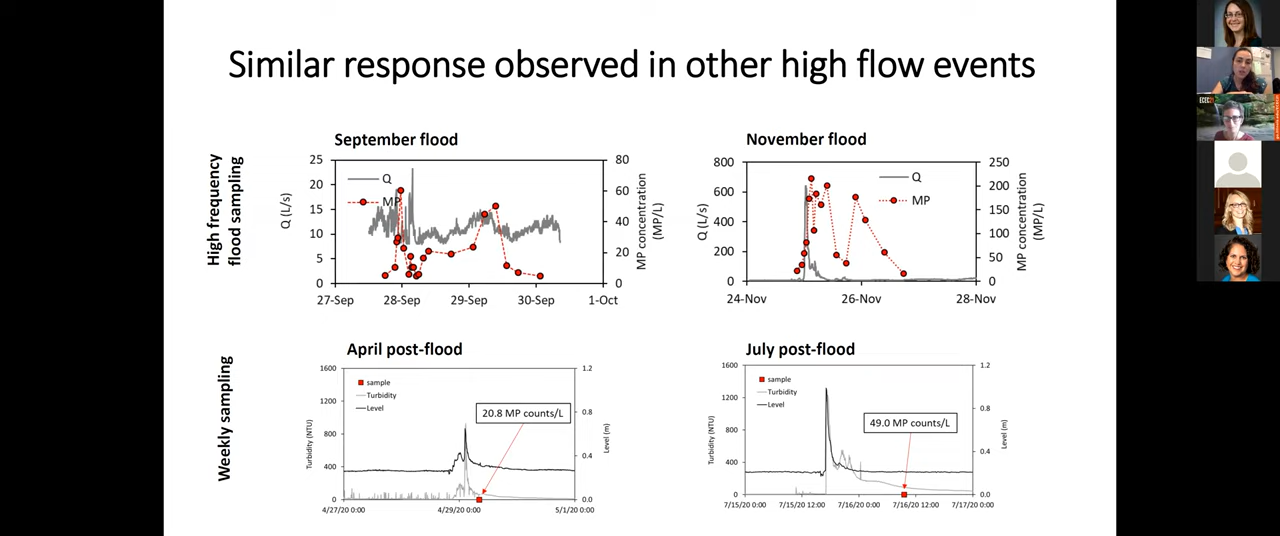 Similar response observed in other high flow events
High frequency
flood sampling
September flood
Q (L/s)
25
20
15
10
5
0
Q
MP
80
60
40
20
0
MP concentration
(MP/L)
27-Sep
28-Sep
29-Sep
30-Sep
1-Oct
November flood
Q (L/s)
800
600
400
200
0
Q
MP
250
200
150
100
50
0
MP concentration
(MP/L)
24-Nov
26-Nov
28-Nov
Weekly sampling
April post-flood
Turbidity (NTU)
1600
1200
800
400
0
sample
Turbidity
Level
20.8 MP counts/L
1.2
0.8
0.4
0.0
Level (m)
4/27/20 0:00
4/29/20 0:00
5/1/20 0:00
July post-flood
Turbidity (NTU)
1600
1200
800
400
0
sample
Turbidity
Level
49.0 MP counts/L
1.2
0.8
0.4
0.0
Level (m)
7/15/20 0:00
7/15/20 12:00
7/16/20 0:00
7/16/20 12:00
7/17/20 0:00